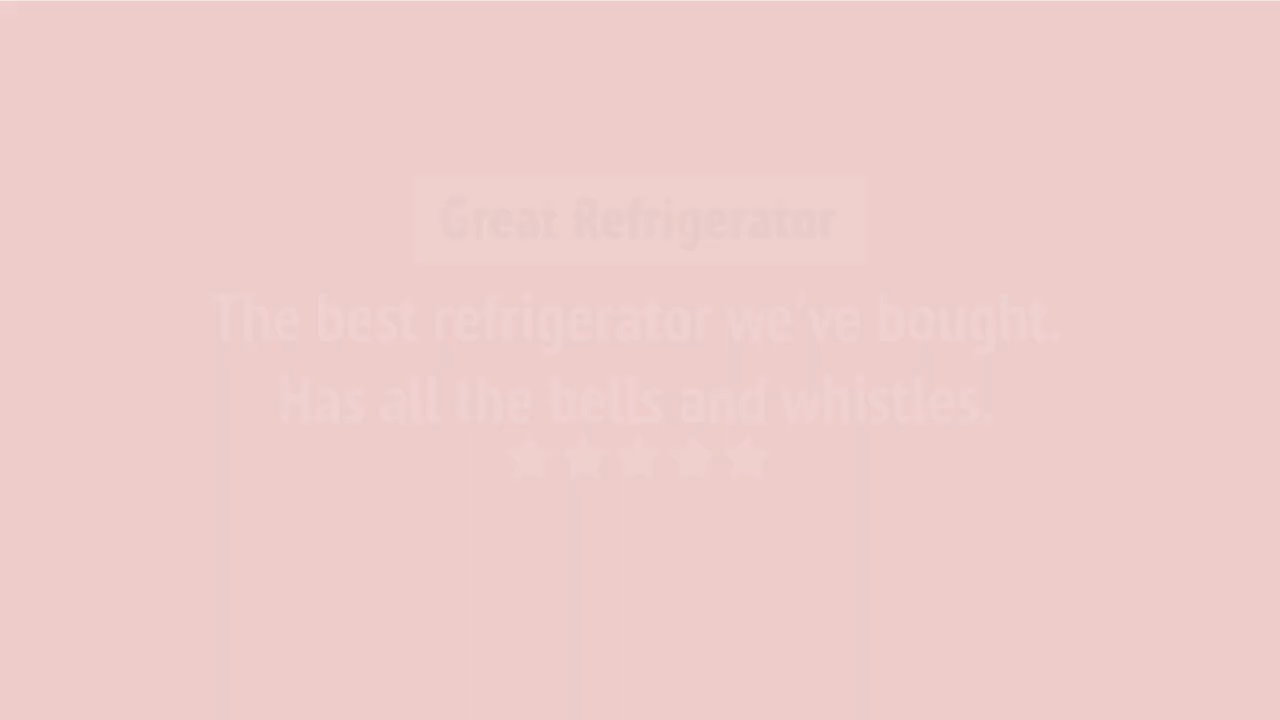 Great Refrigerator
The best refrigerator we've bought.
Has all the bells and whistles.